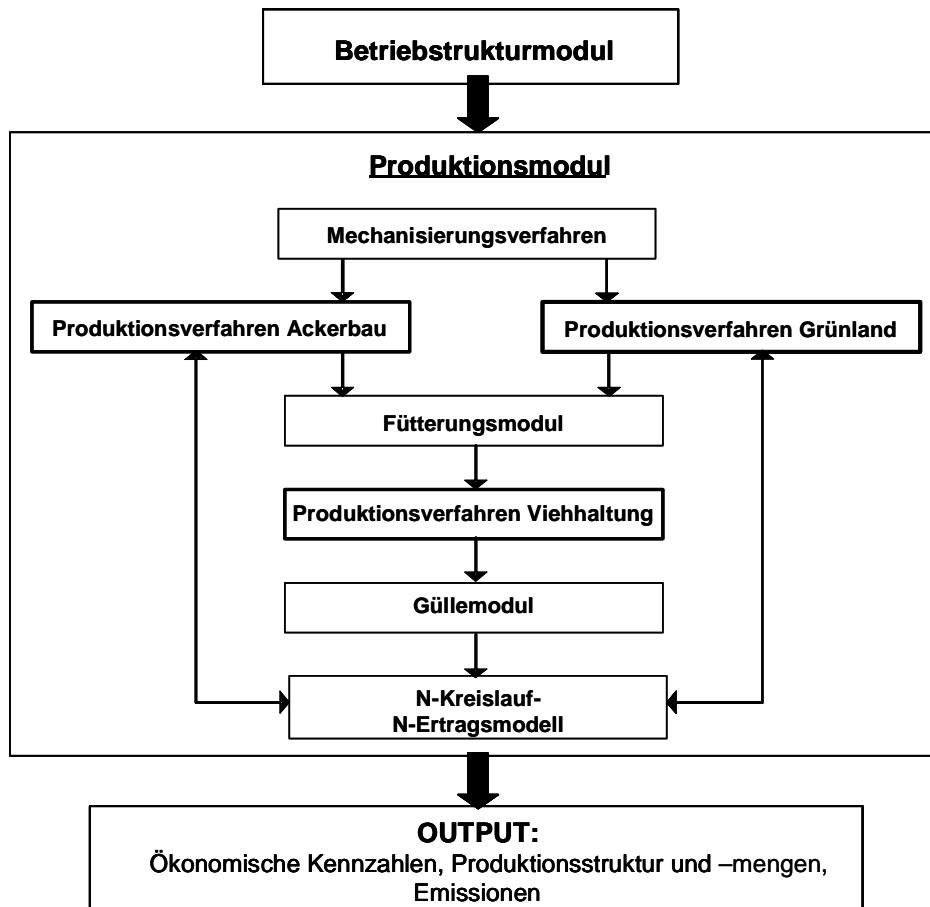 Betriebstrukturmodul
Produktionsmodul
Mechanisierungsverfahren
Produktionsverfahren Ackerbau
Produktionsverfahren Grünland
Fütterungsmodul
Produktionsverfahren Viehhaltung
Güllemodul
N-Kreislauf-
N-Ertragsmodell
OUTPUT:
Ökonomische Kennzahlen, Produktionsstruktur und –mengen,
Emissionen